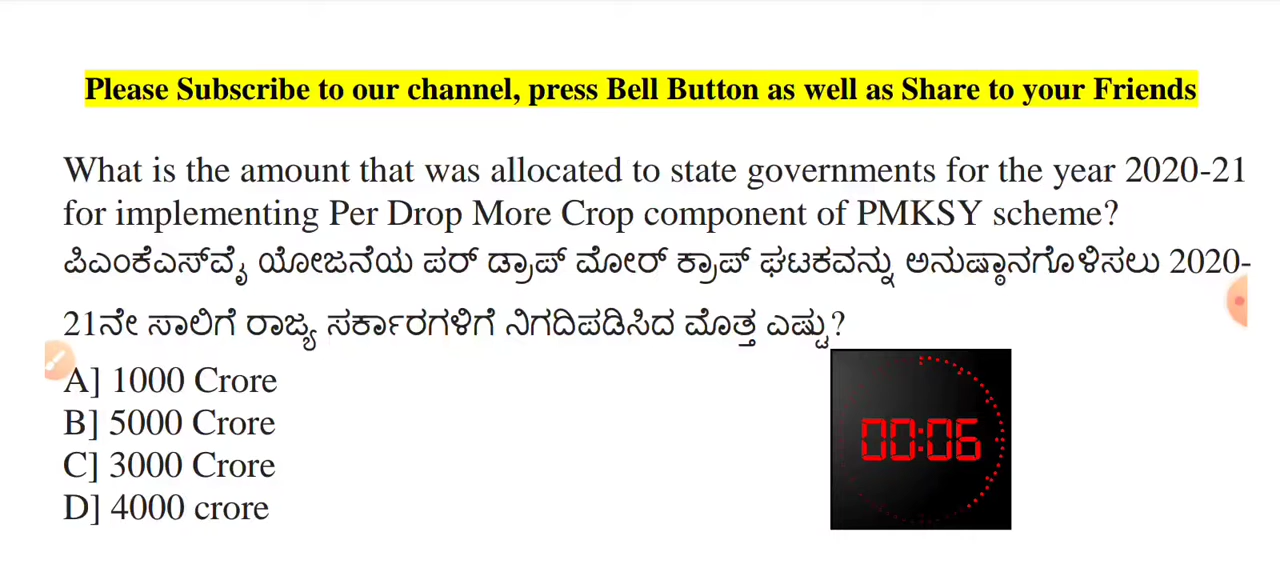 Please Subscribe to our channel, press Bell Button as well as Share to your Friends
What is the amount that was allocated to state governments for the year 2020-21
for implementing Per Drop More Crop component of PMKSY scheme?
ಪಿಎಂಕೆಎಸ್‌ವೈ ಯೋಜನೆಯ ಪರ್ ಡ್ರಾಪ್ ಮೋರ್ ಕ್ರಾಪ್ ಘಟಕವನ್ನು ಅನುಷ್ಠಾನಗೊಳಿಸಲು 2020-
21ನೇ ಸಾಲಿಗೆ ರಾಜ್ಯ ಸರ್ಕಾರಗಳಿಗೆ ನಿಗದಿಪಡಿಸಿದ ಮೊತ್ತ ಎಷ್ಟು?
A] 1000 Crore
B] 5000 Crore
C] 3000 Crore
D] 4000 crore
00:06